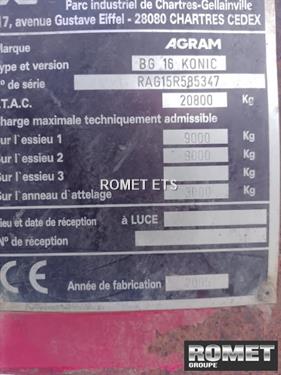 Parc industriel de Chartres-Gellainville
17, avenue Gustave Eiffel - 28080 CHARTRES CEDEX
Marque AGRAM
ype et version BG 16 KONIC
N° de série RAG15R585347
.T.A.C. 20800 Kg
harge maximale techniquement admissible
Sur l'essieu 1 9000 Kg
Sur l'essieu 2 9000 Kg
Sur l'essieu 3 Kg
Sur l'anneau d'attelage Kg
ROMET ETS
ieu et date de réception à LUCE
N° de réception
CE Année de fabrication
ROMET
GROUPE